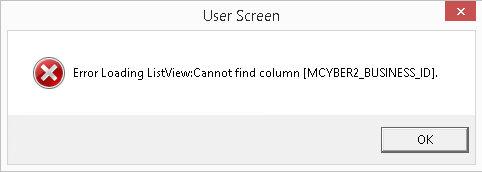 User Screen
Error Loading ListView:Cannot find column [MCYBER2_BUSINESS_ID].
OK